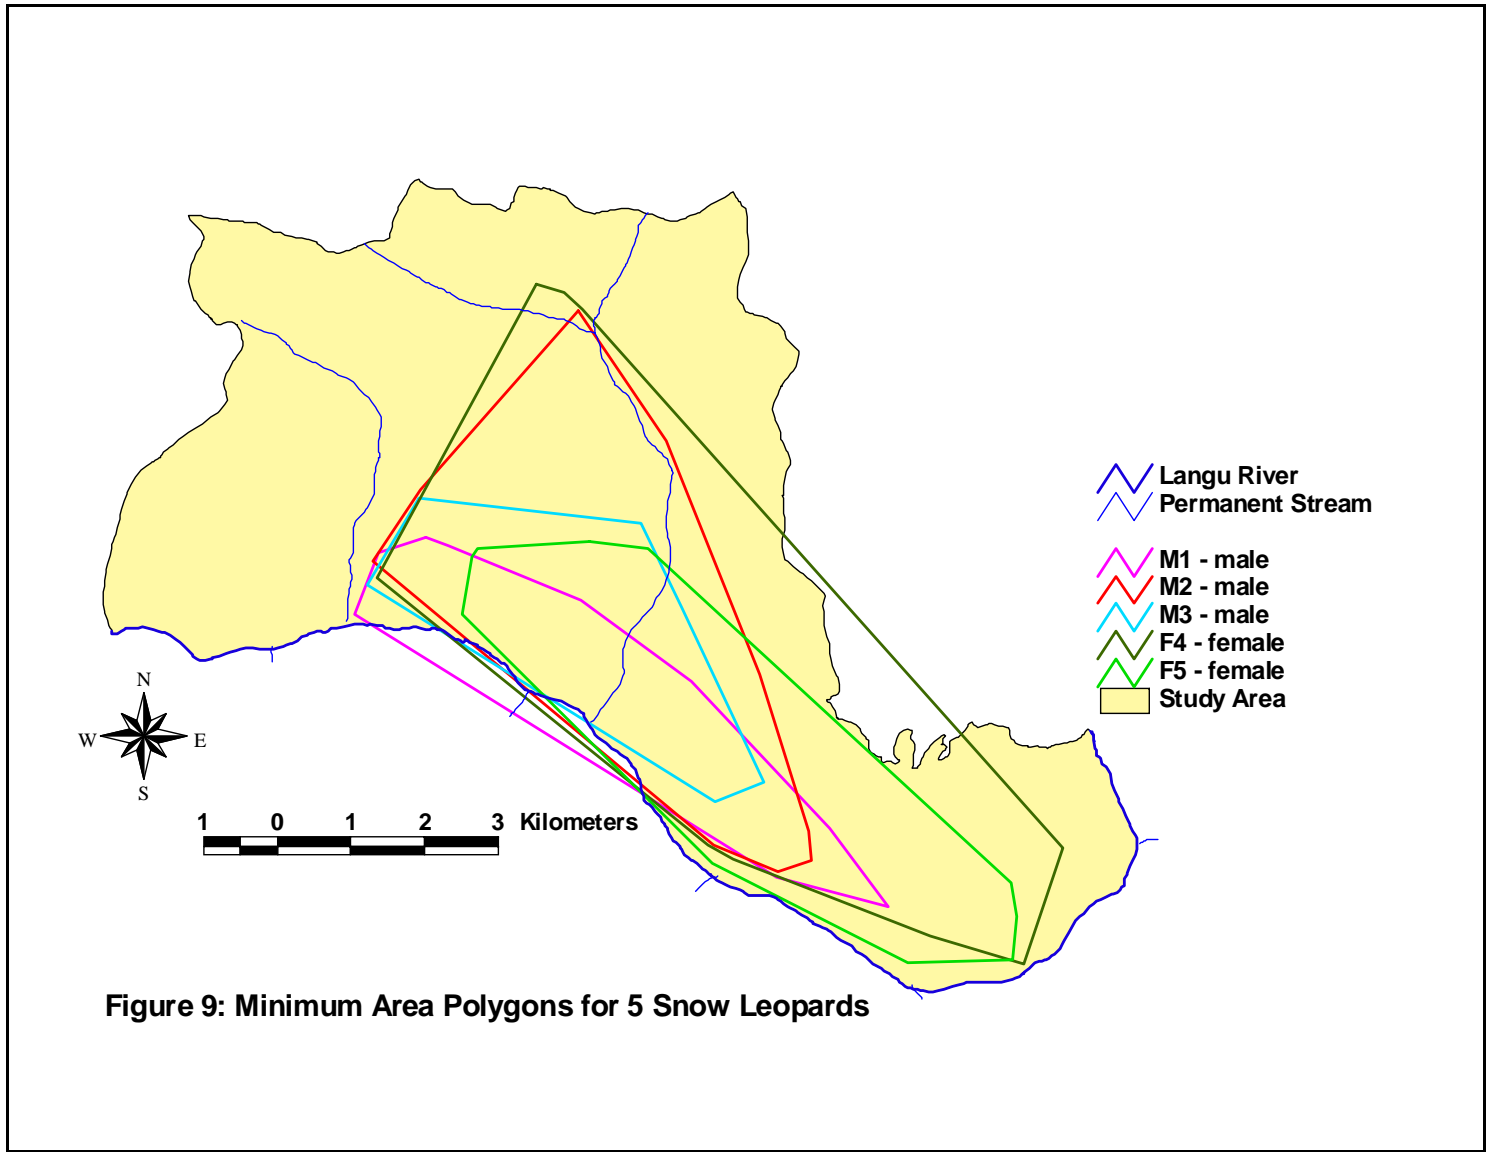 Langu River
Permanent Stream
M1 - male
M2 - male
M3 - male
F4 - female
F5 - female
Study Area
N
W E
S
1 0 1 2 3 Kilometers
Figure 9: Minimum Area Polygons for 5 Snow Leopards